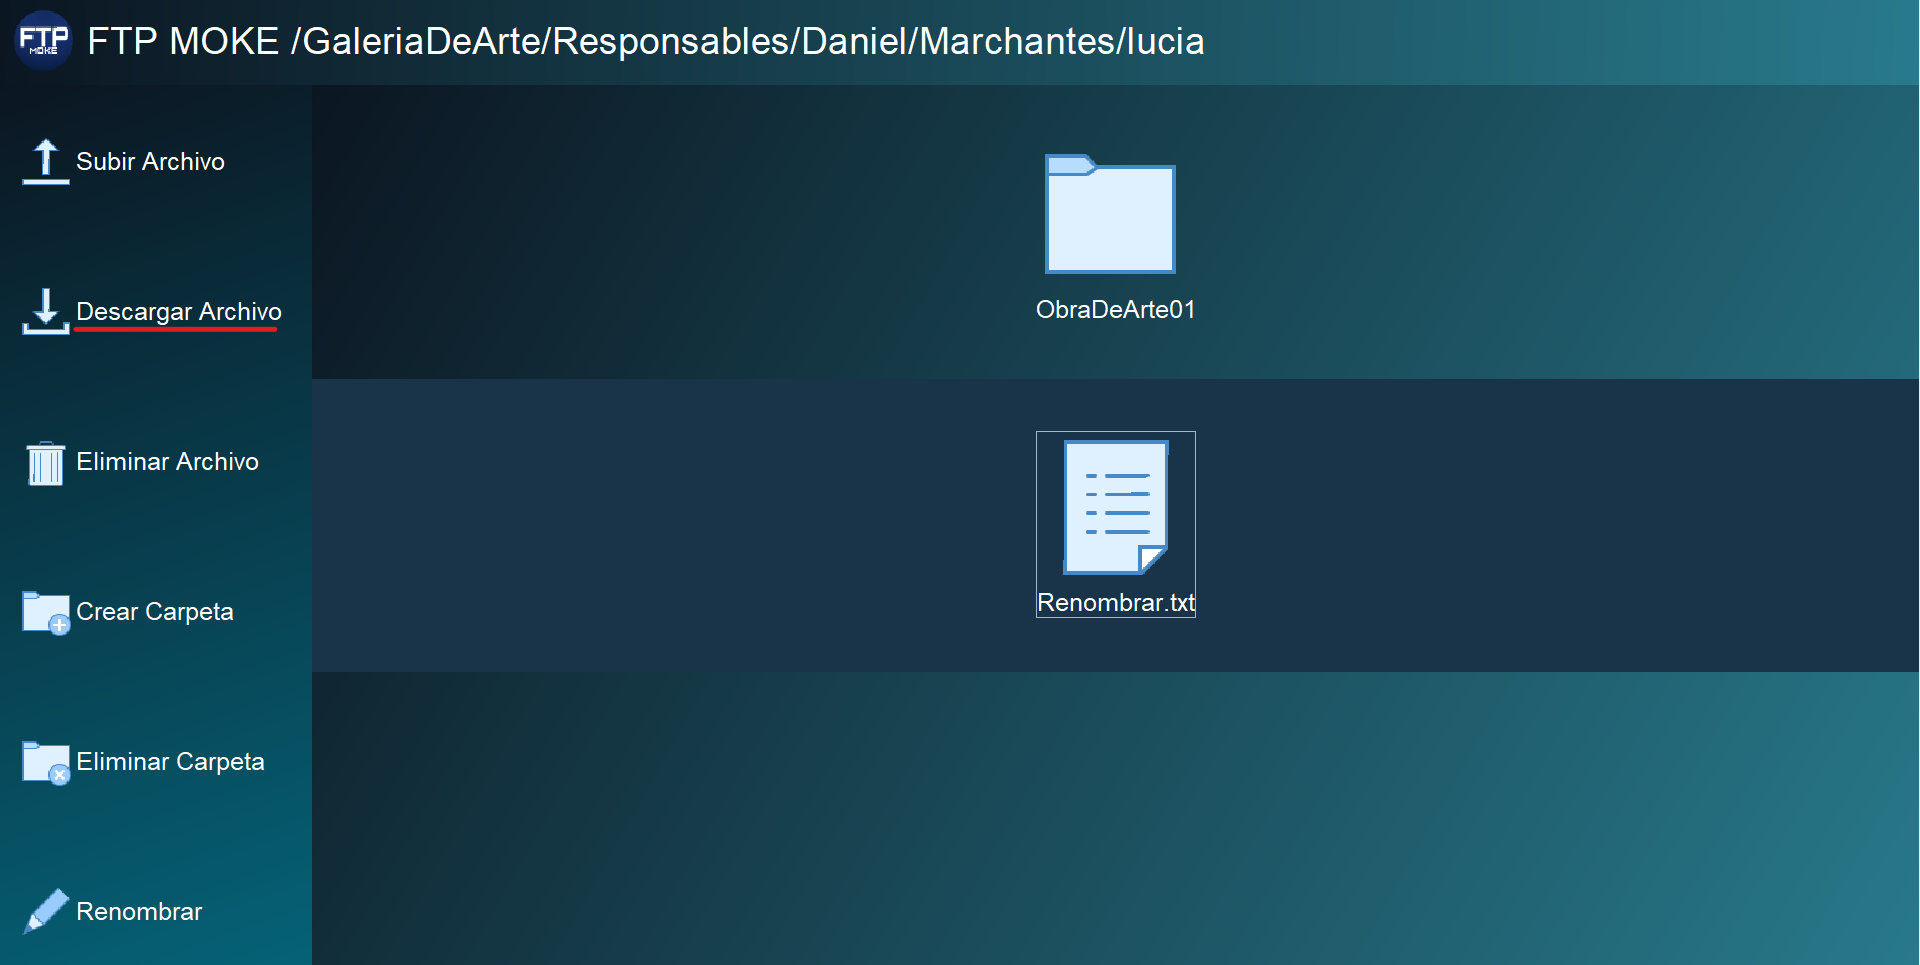 FTP
MOKE
FTP MOKE /GaleriaDeArte/Responsables/Daniel/Marchantes/lucia
Subir Archivo
Descargar Archivo
Eliminar Archivo
Crear Carpeta
Eliminar Carpeta
Renombrar
ObraDeArte01
Renombrar.txt